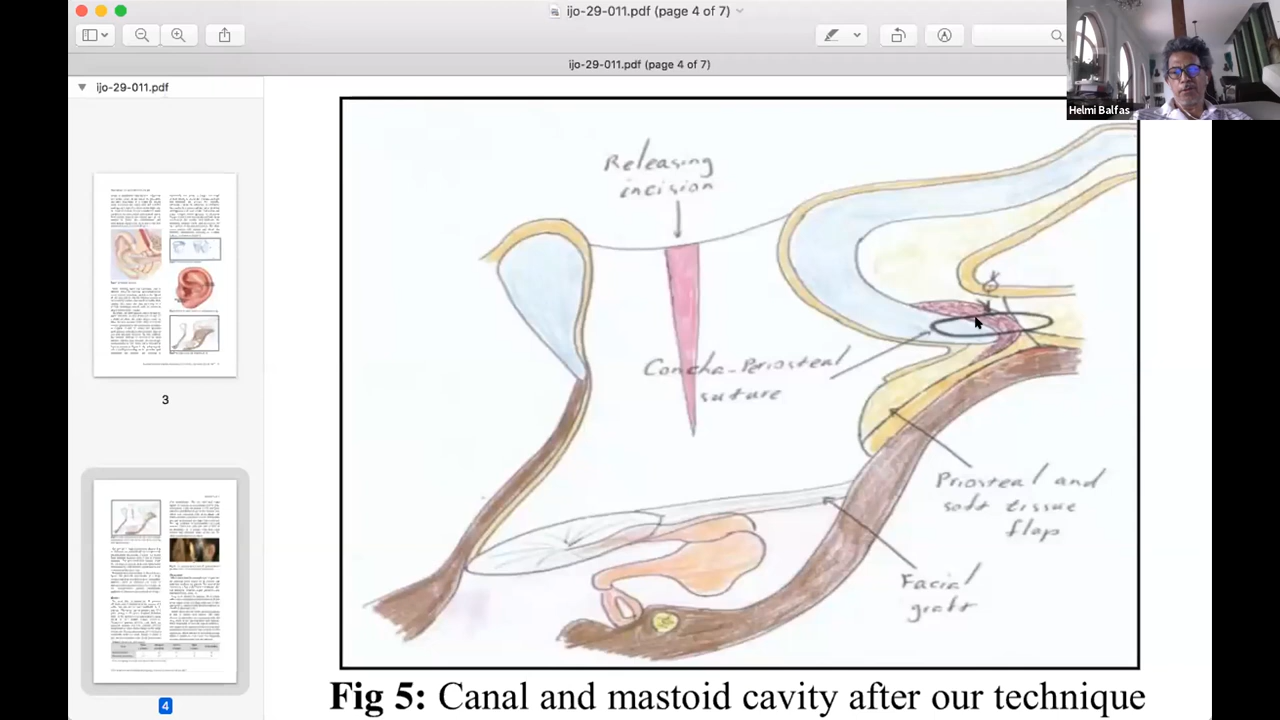 ijo-29-011.pdf (page 4 of 7)
ijo-29-011.pdf (page 4 of 7)
ijo-29-011.pdf
3
4
Helmi Balfas
Releasing
incision
Concha-Periosteal
suture
Priosteal and
soft tissue
flap
Facial
graft
Fig 5: Canal and mastoid cavity after our technique